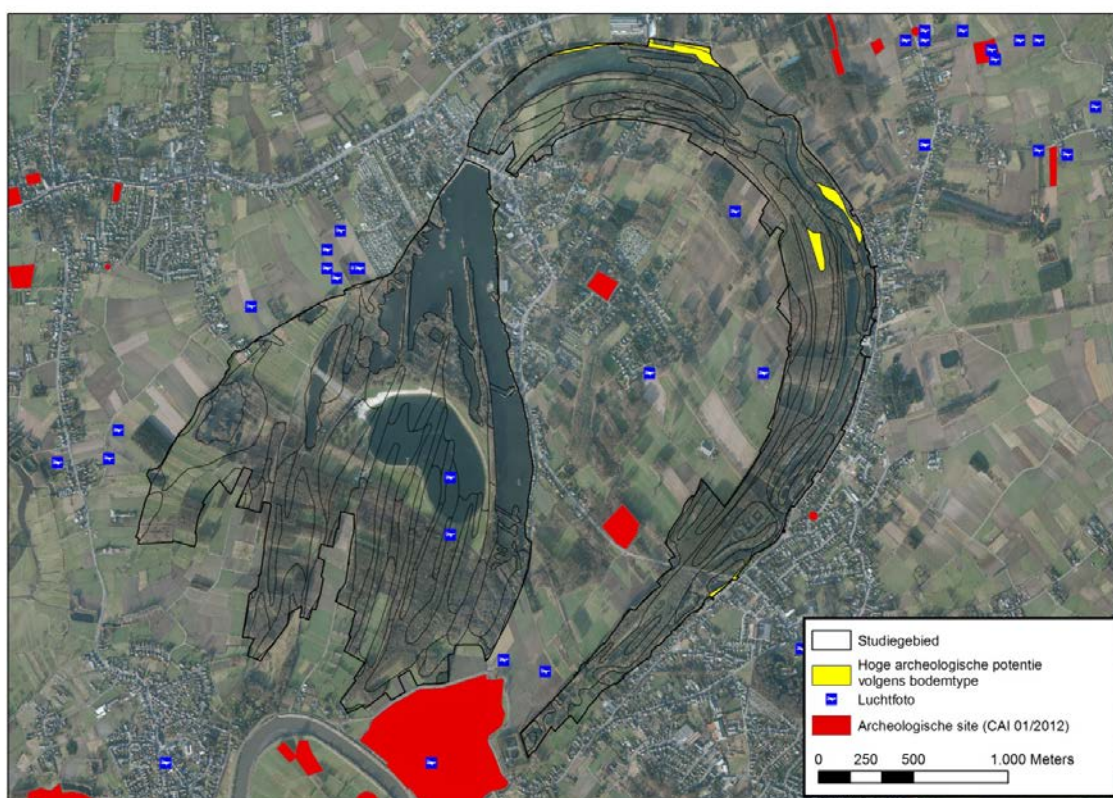 Studiegebied
Hoge archeologische potentie
volgens bodemtype
Luchtfoto
Archeologische site (CAI 01/2012)
0 250 500 1.000 Meters